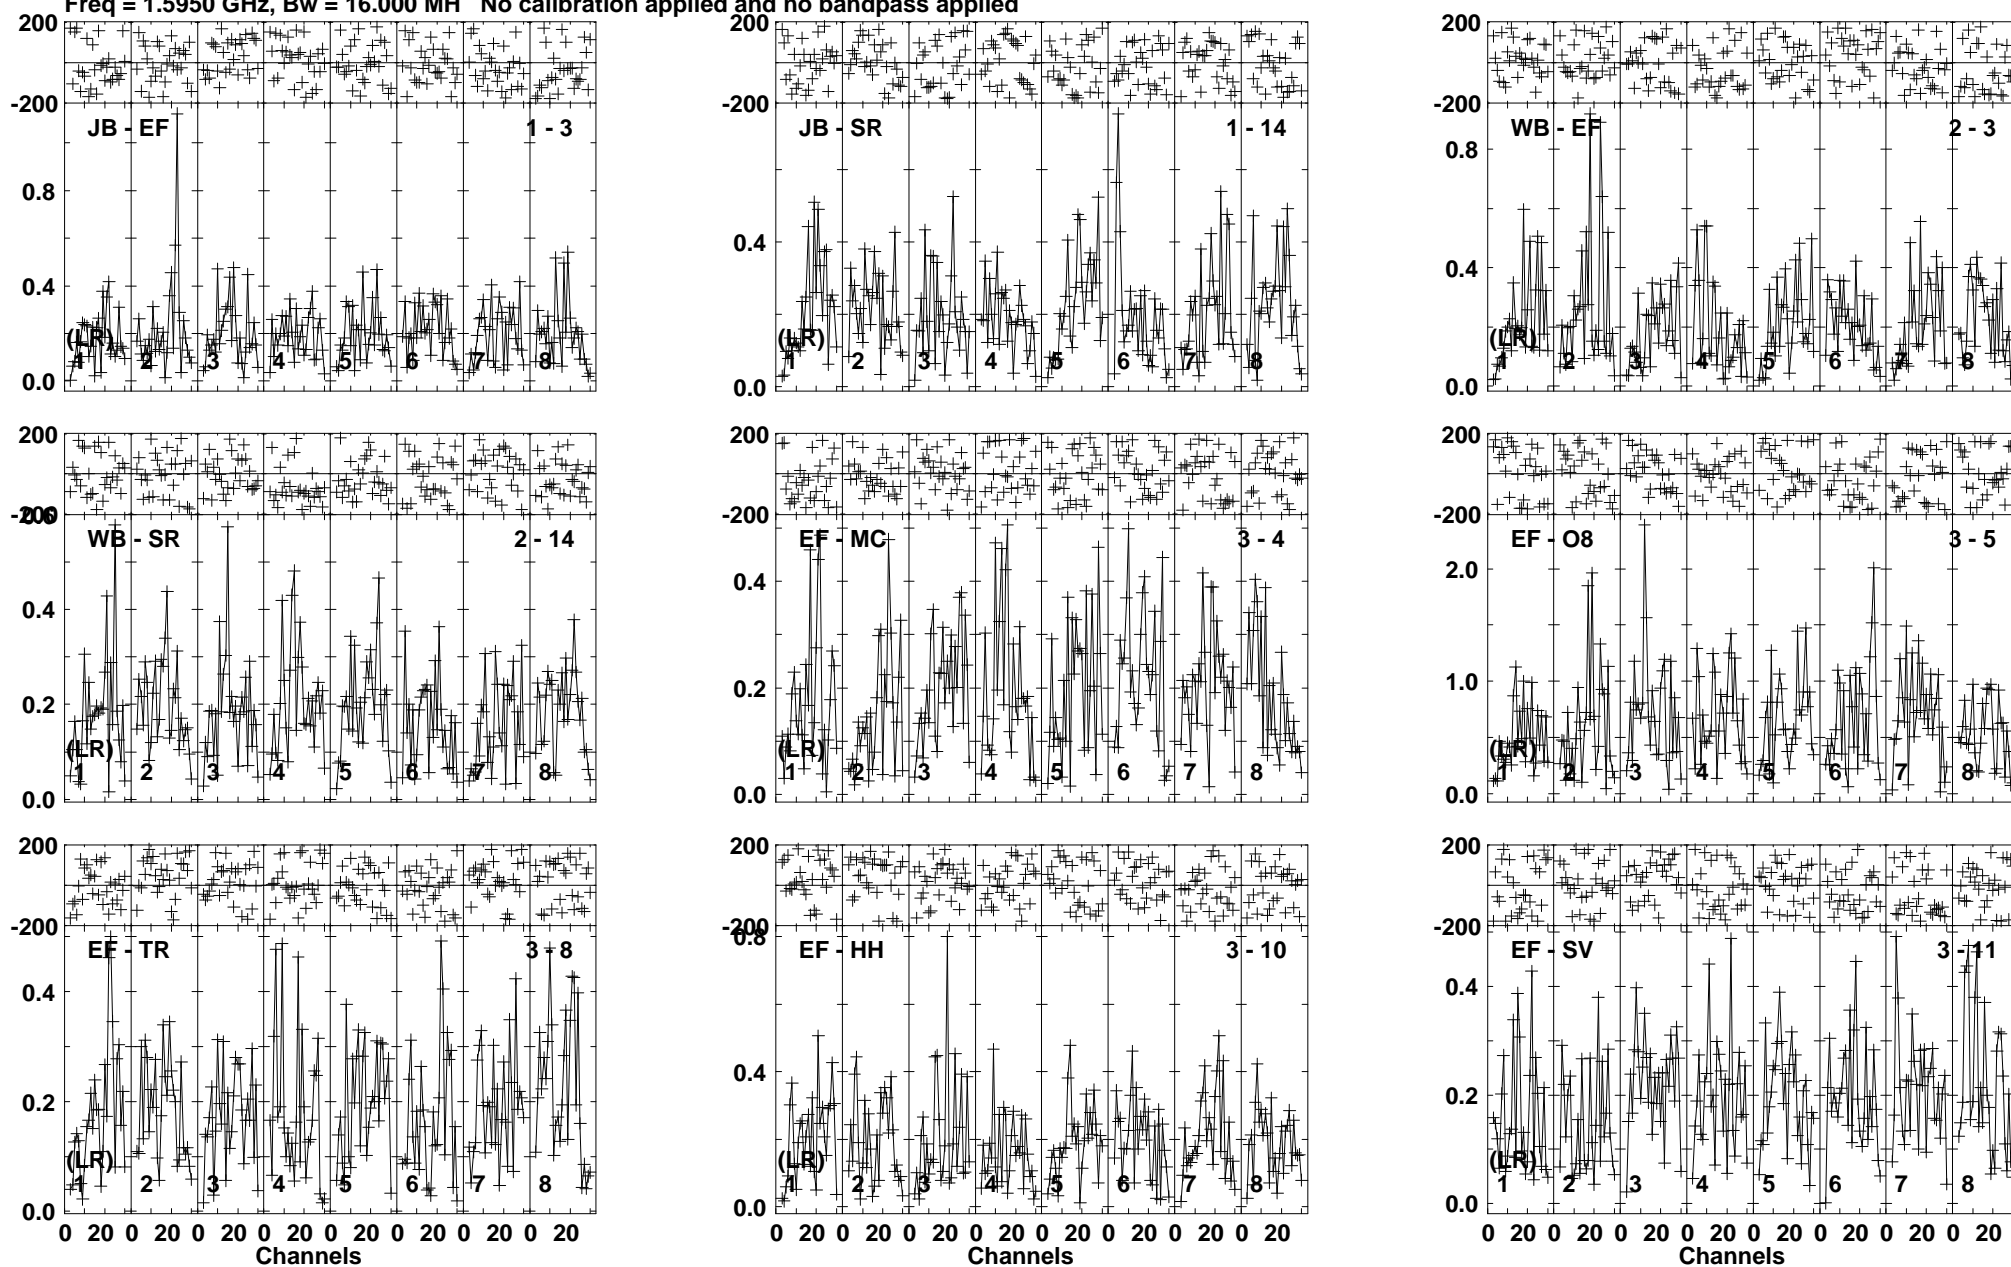 Freq = 1.5950 GHz, Bw = 16.000 MH No calibration applied and no bandpass applied
200 200 200
-200 -200 -200
JB - EF 1 - 3 JB - SR 1 - 14 WB - EF 2 - 3
0.8 0.8
0.4 0.4 0.4
(LR) (LR) (LR)
1 2 3 4 5 6 7 8 1 2 3 4 5 6 7 8 1 2 3 4 5 6 7 8
0.0 0.0 0.0
200 200 200
-200 -200 -200
0.6
WB - SR 2 - 14 EF - MC 3 - 4 EF - O8 3 - 5
2.0
0.4 0.4
0.2 0.2 1.0
(LR) (LR) (LR)
1 2 3 4 5 6 7 8 1 2 3 4 5 6 7 8 1 2 3 4 5 6 7 8
0.0 0.0 0.0
200 200 200
-200 -200 -200
0.8
EF - TR 3 - 8 EF - HH 3 - 10 EF - SV 3 - 11
0.4 0.4 0.4
0.2 0.2
(LR) (LR) (LR)
1 2 3 4 5 6 7 8 1 2 3 4 5 6 7 8 1 2 3 4 5 6 7 8
0.0 0.0 0.0
0 20 0 20 0 20 0 20 0 20 0 20 0 20 0 20 0 20 0 20 0 20 0 20 0 20 0 20 0 20 0 20 0 20 0 20 0 20 0 20 0 20 0 20 0 20 0 20
Channels Channels Channels